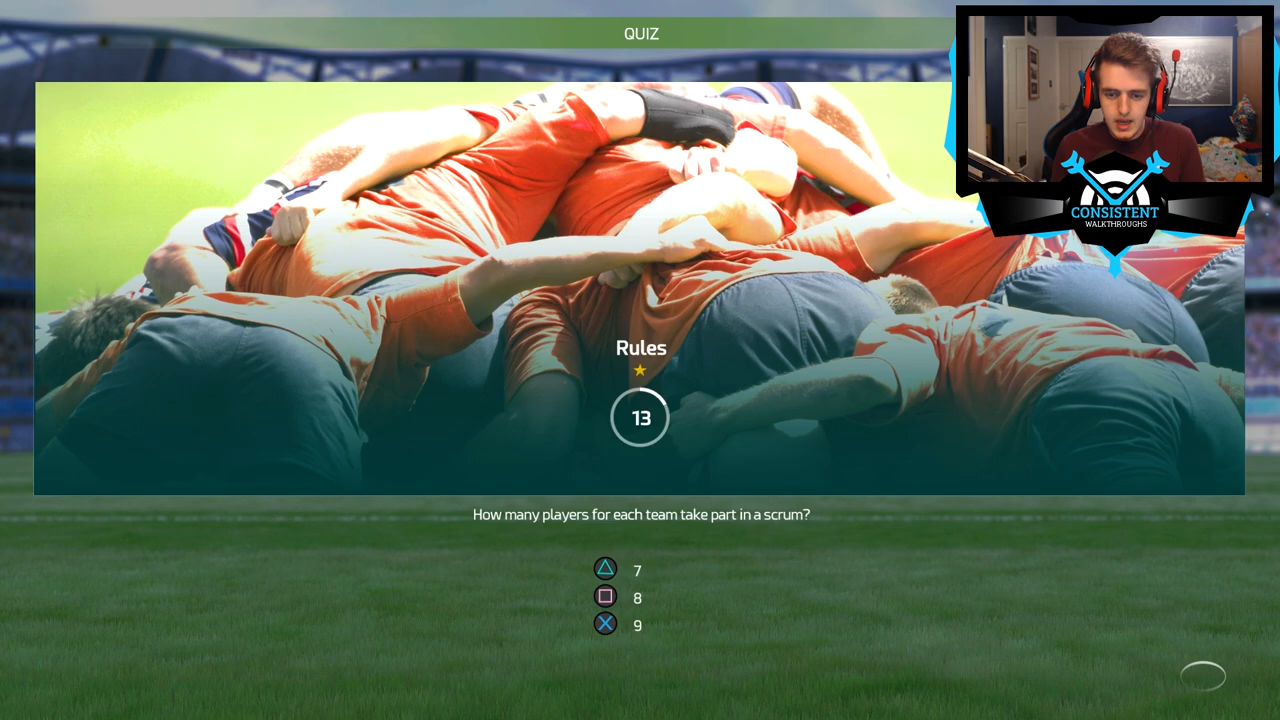 QUIZ
CONSISTENT
WALKTHROUGHS
Rules
13
How many players for each team take part in a scrum?
7
8
9